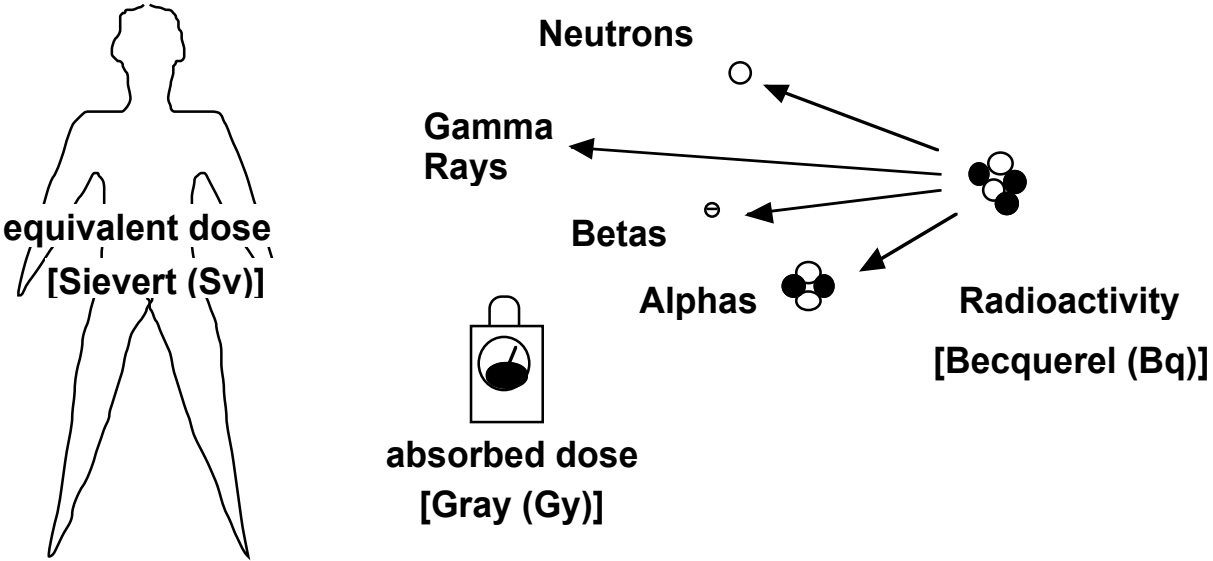 Neutrons
Gamma
Rays
equivalent dose
[Sievert (Sv)]
Betas
Alphas
Radioactivity
[Becquerel (Bq)]
absorbed dose
[Gray (Gy)]